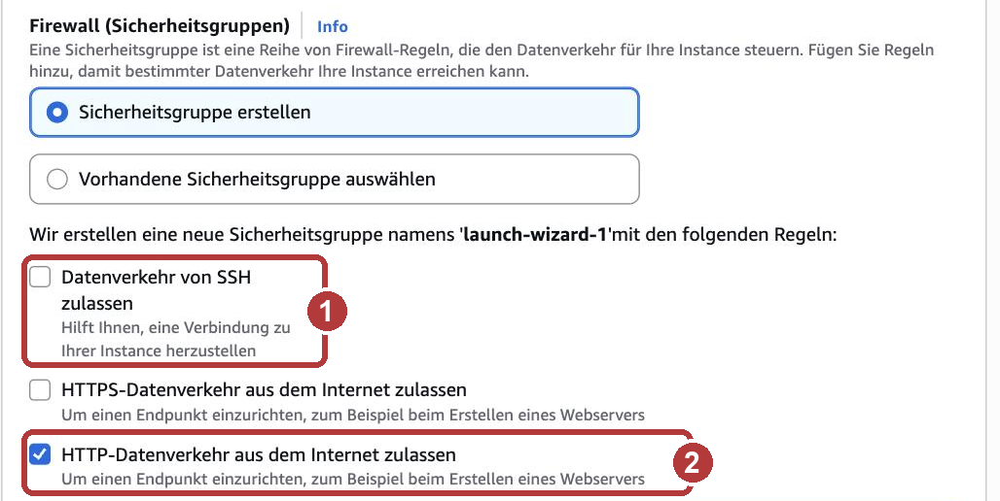 Firewall (Sicherheitsgruppen) Info
Eine Sicherheitsgruppe ist eine Reihe von Firewall-Regeln, die den Datenverkehr für Ihre Instance steuern. Fügen Sie Regeln
hinzu, damit bestimmter Datenverkehr Ihre Instance erreichen kann.
Sicherheitsgruppe erstellen
Vorhandene Sicherheitsgruppe auswählen
Wir erstellen eine neue Sicherheitsgruppe namens 'launch-wizard-1'mit den folgenden Regeln:
Datenverkehr von SSH
zulassen
Hilft Ihnen, eine Verbindung zu
Ihrer Instance herzustellen
1
HTTPS-Datenverkehr aus dem Internet zulassen
Um einen Endpunkt einzurichten, zum Beispiel beim Erstellen eines Webservers
HTTP-Datenverkehr aus dem Internet zulassen
Um einen Endpunkt einzurichten, zum Beispiel beim Erstellen eines Webservers
2